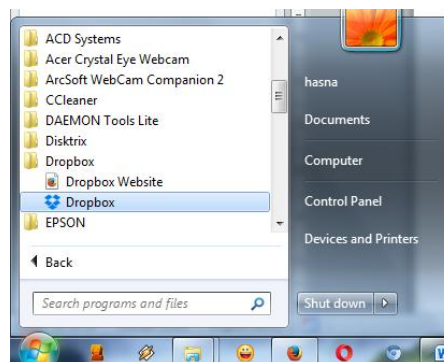 ACD Systems
Acer Crystal Eye Webcam
ArcSoft WebCam Companion 2
CCleaner
DAEMON Tools Lite
Disktrix
Dropbox
Dropbox Website
Dropbox
EPSON
Back
Search programs and files
hasna
Documents
Computer
Control Panel
Devices and Printers
Shut down